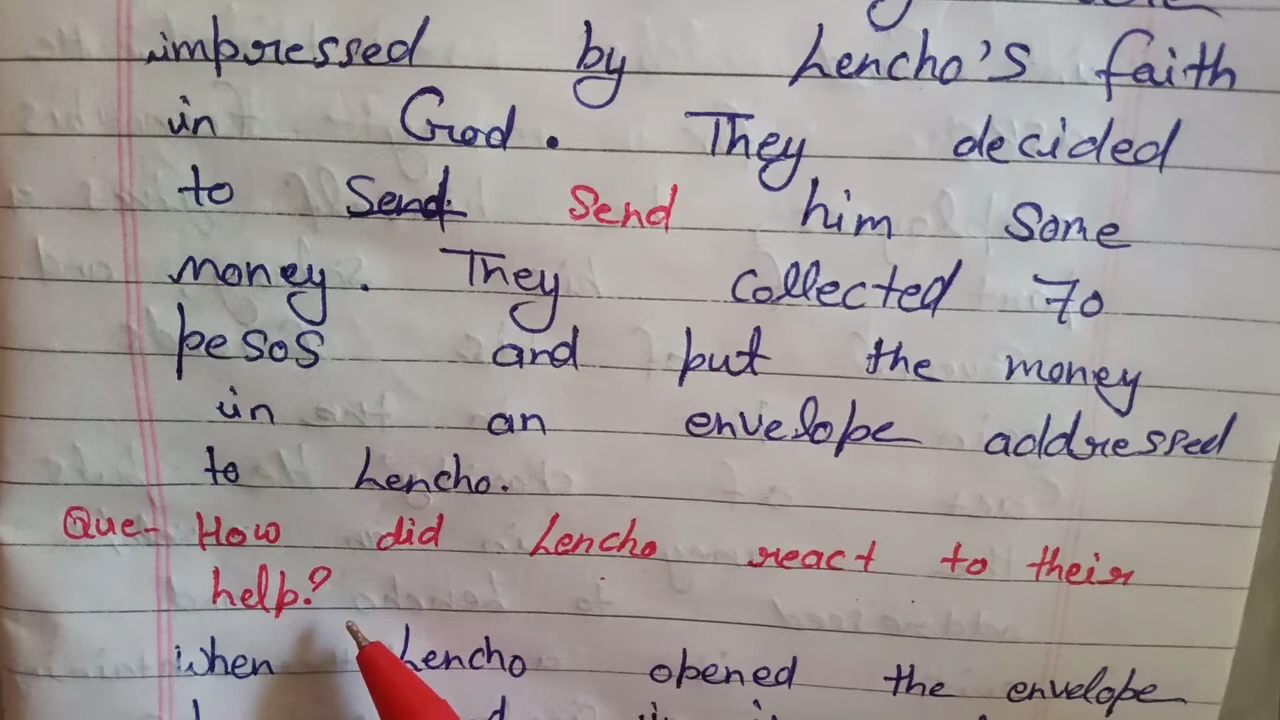 impressed by Lencho's faith
in God. They decided
to Send Send him some
money. They collected 70
pesos and put the money
in an envelope addressed
to Lencho.
Que- How did Lencho react to their
help?
when Lencho opened the envelope